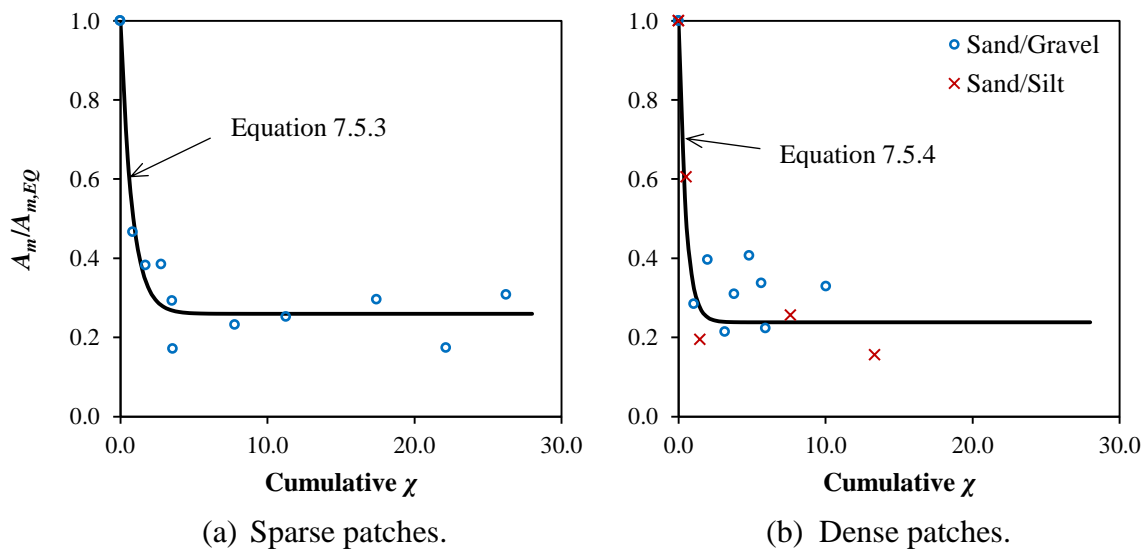 1.0
0.8
0.6
0.4
0.2
0.0
Am/Am,EQ
Equation 7.5.3
0.0 10.0 20.0 30.0
Cumulative χ
(a) Sparse patches.
1.0
0.8
0.6
0.4
0.2
0.0
Sand/Gravel
Sand/Silt
Equation 7.5.4
0.0 10.0 20.0 30.0
Cumulative χ
(b) Dense patches.